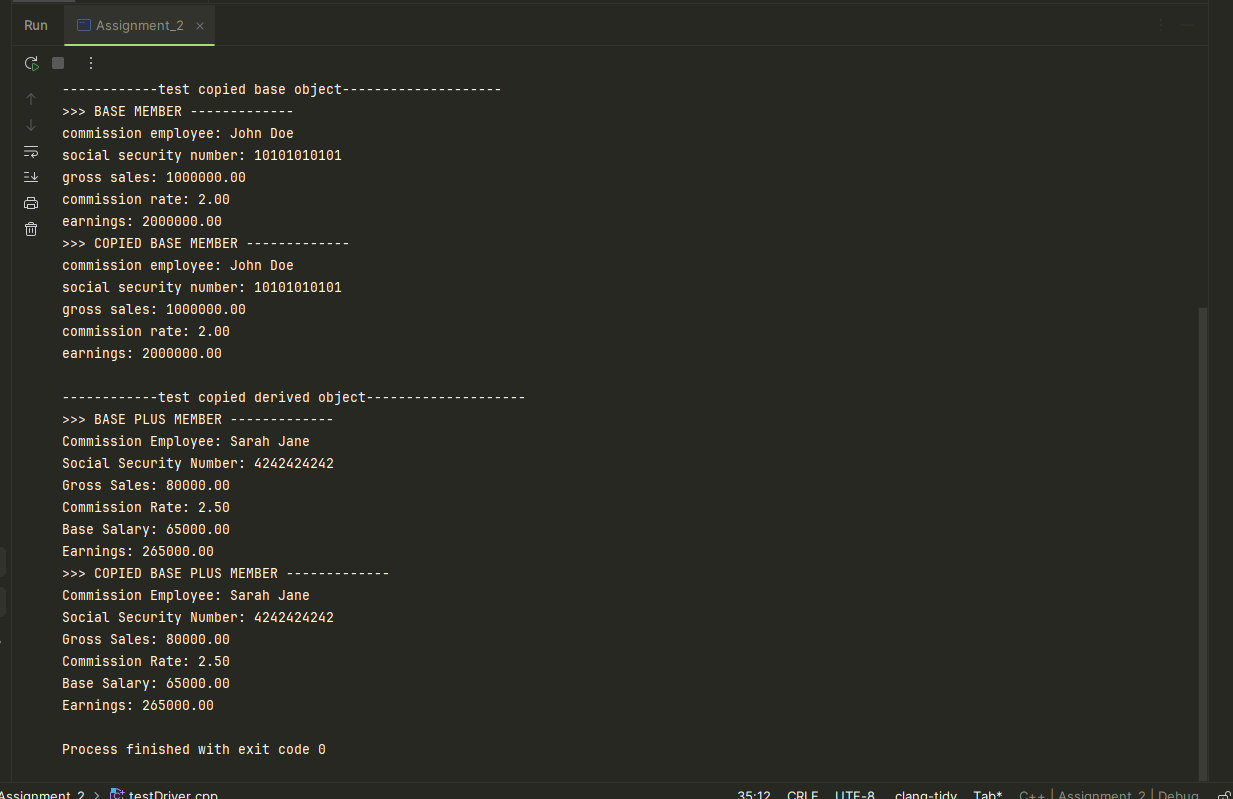 Run Assignment_2 ×
------------test copied base object--------------------
>>> BASE MEMBER -------------
commission employee: John Doe
social security number: 10101010101
gross sales: 1000000.00
commission rate: 2.00
earnings: 2000000.00
>>> COPIED BASE MEMBER -------------
commission employee: John Doe
social security number: 10101010101
gross sales: 1000000.00
commission rate: 2.00
earnings: 2000000.00
------------test copied derived object--------------------
>>> BASE PLUS MEMBER -------------
Commission Employee: Sarah Jane
Social Security Number: 4242424242
Gross Sales: 80000.00
Commission Rate: 2.50
Base Salary: 65000.00
Earnings: 265000.00
>>> COPIED BASE PLUS MEMBER -------------
Commission Employee: Sarah Jane
Social Security Number: 4242424242
Gross Sales: 80000.00
Commission Rate: 2.50
Base Salary: 65000.00
Earnings: 265000.00
Process finished with exit code 0
Assignment_2 > testDriver.cpp 35:12 CRLF UTF-8 clang-tidy Tab* C++ | Assignment_2 | Debug